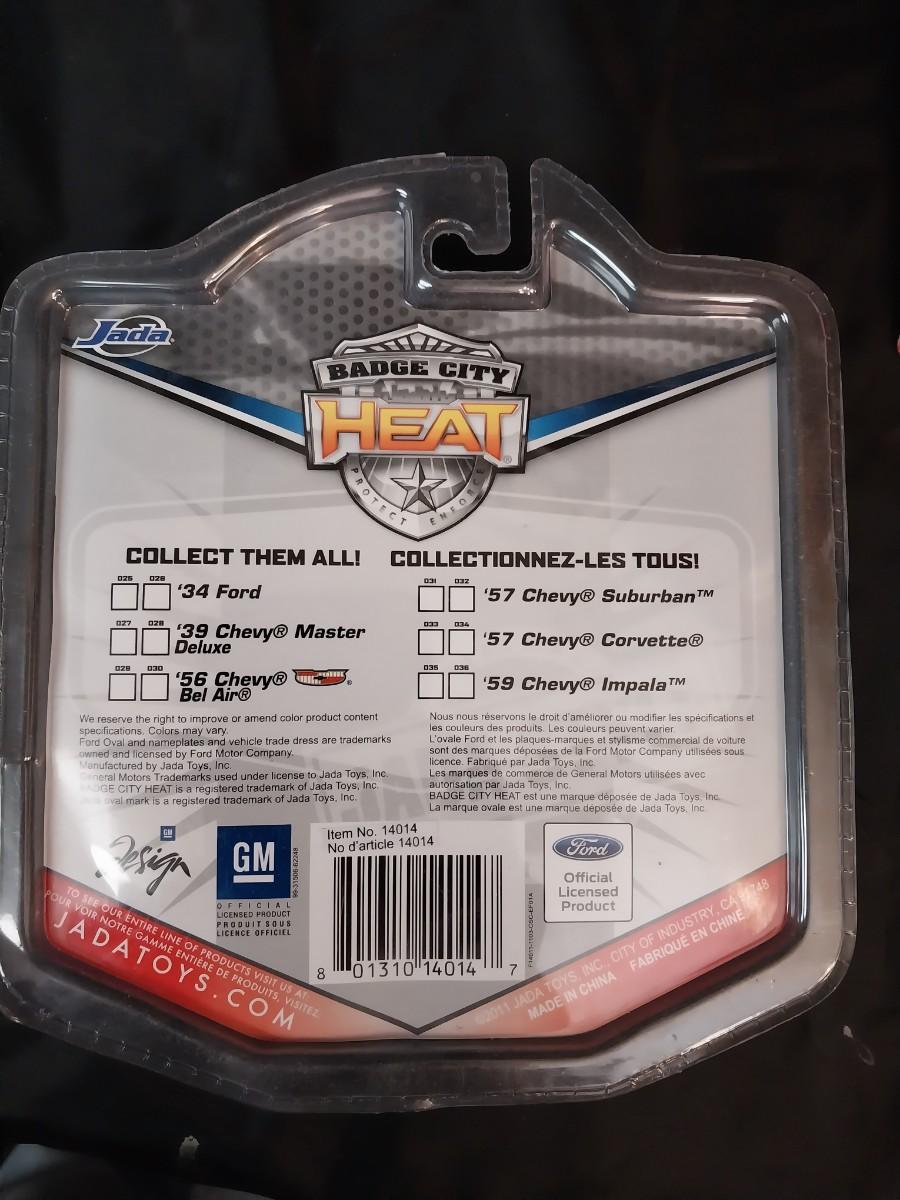 Jada
BADGE CITY
HEAT®
PROTECT ENFORCE
COLLECT THEM ALL!
025 026
'34 Ford
027 028
'39 Chevy® Master
Deluxe
029 030
'56 Chevy®
Bel Air®
COLLECTIONNEZ-LES TOUS!
031 032
'57 Chevy® Suburban™
033 034
'57 Chevy® Corvette®
035 036
'59 Chevy® Impala™
We reserve the right to improve or amend color product content
specifications. Colors may vary.
Ford Oval and nameplates and vehicle trade dress are trademarks
owned and licensed by Ford Motor Company.
Manufactured by Jada Toys, Inc.
General Motors Trademarks used under license to Jada Toys, Inc.
BADGE CITY HEAT is a registered trademark of Jada Toys, Inc.
Jada oval mark is a registered trademark of Jada Toys, Inc.
Nous nous réservons le droit d'améliorer ou modifier les spécifications et
les couleurs des produits. Les couleurs peuvent varier.
L'ovale Ford et les plaques-marques et stylisme commercial de voiture
sont des marques déposées de la Ford Motor Company utilisées sous
licence. Fabriqué par Jada Toys, Inc.
Les marques de commerce de General Motors utilisées avec
autorisation par Jada Toys, Inc.
BADGE CITY HEAT est une marque déposée de Jada Toys, Inc.
La marque ovale est une marque déposée de Jada Toys, Inc.
GM
Design
GM
OFFICIAL
LICENSED PRODUCT
PRODUIT SOUS
LICENCE OFFICIEL
Item No. 14014
No d'article 14014
8 01310 14014 7
Ford
Official
Licensed
Product
TO SEE OUR ENTIRE LINE OF PRODUCTS VISIT US AT
POUR VOIR NOTRE GAMME ENTIÈRE DE PRODUITS, VISITEZ
JADATOYS.COM
©2011 JADA TOYS, INC., CITY OF INDUSTRY, CA 91748
MADE IN CHINA FABRIQUÉ EN CHINE